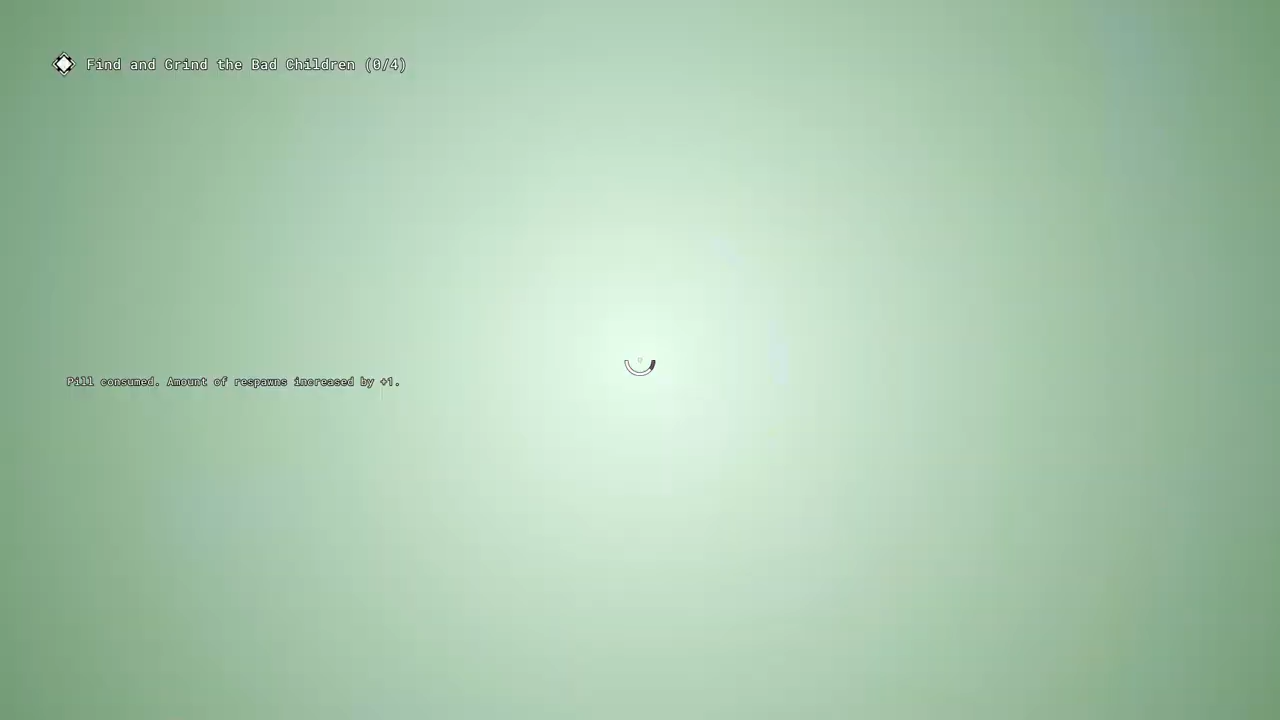 Find and Grind the Bad Children (0/4)
Pill consumed. Amount of respawns increased by +1.